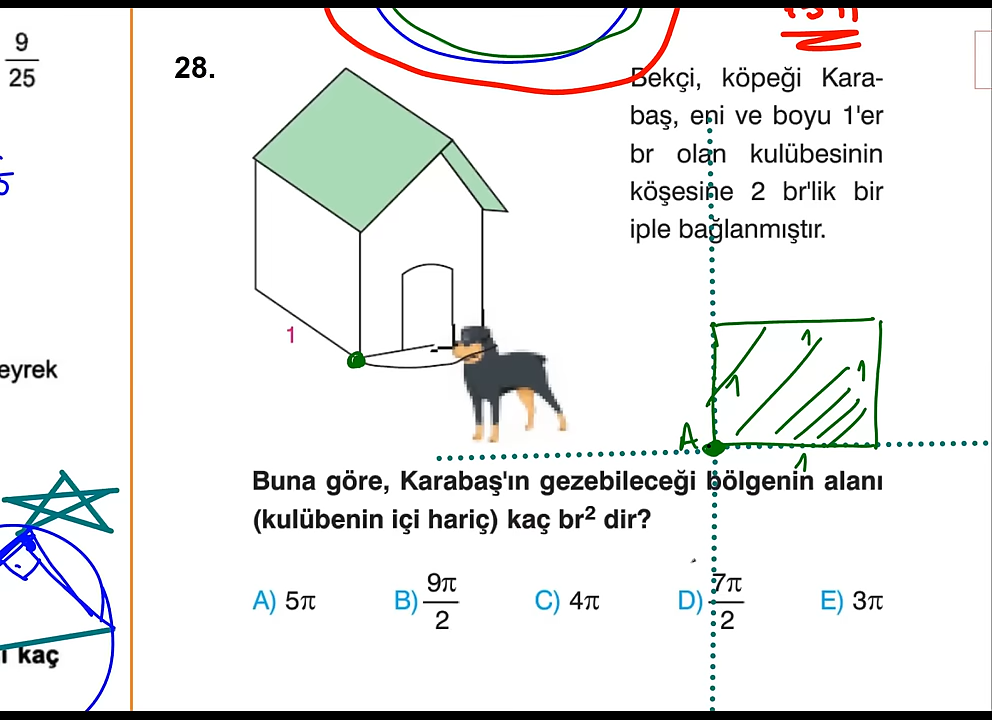 9
25
28.
Bekçi, köpeği Kara-
baş, eni ve boyu 1'er
br olan kulübesinin
köşesine 2 br'lik bir
iple bağlanmıştır.
1
1
1
1
A
1
eyrek
Buna göre, Karabaş'ın gezebileceği bölgenin alanı
(kulübenin içi hariç) kaç br² dir?
A) 5π B) 9π/2 C) 4π D) 7π/2 E) 3π
kaç